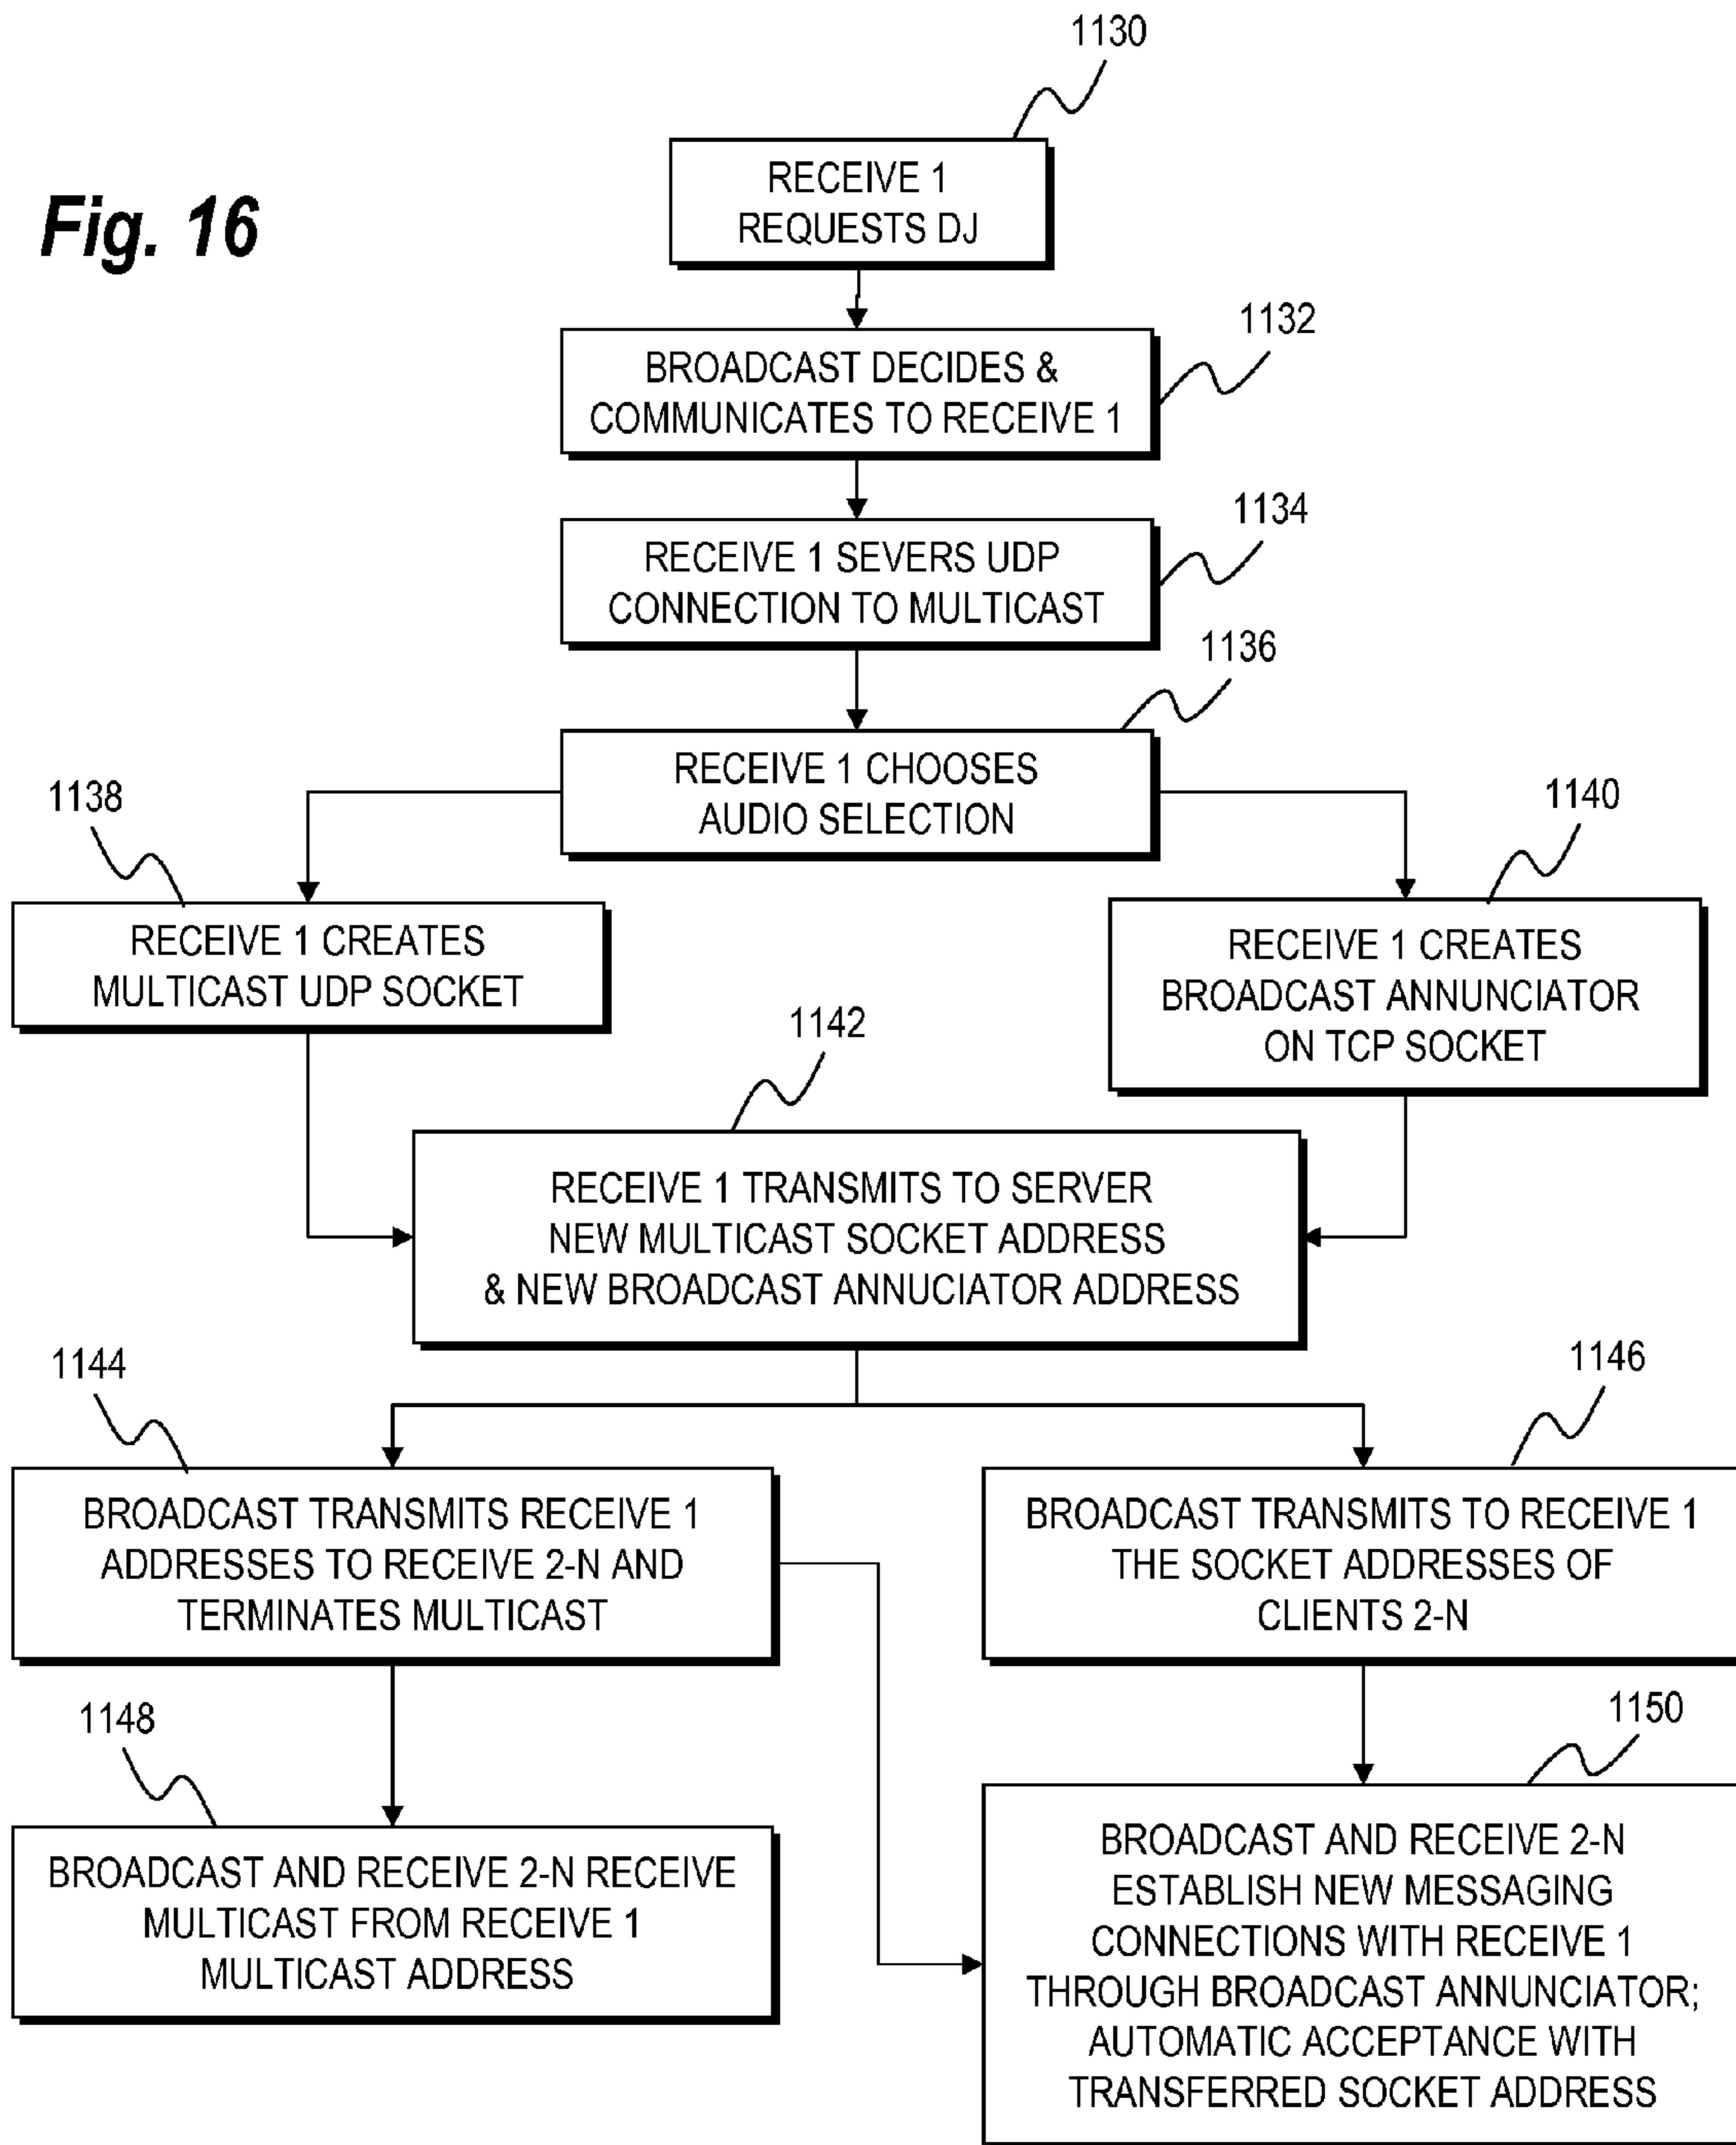 Fig. 16
1130
RECEIVE 1
REQUESTS DJ
1132
BROADCAST DECIDES &
COMMUNICATES TO RECEIVE 1
1134
RECEIVE 1 SEVERS UDP
CONNECTION TO MULTICAST
1136
RECEIVE 1 CHOOSES
AUDIO SELECTION
1138
RECEIVE 1 CREATES
MULTICAST UDP SOCKET
1140
RECEIVE 1 CREATES
BROADCAST ANNUNCIATOR
ON TCP SOCKET
1142
RECEIVE 1 TRANSMITS TO SERVER
NEW MULTICAST SOCKET ADDRESS
& NEW BROADCAST ANNUCIATOR ADDRESS
1144
BROADCAST TRANSMITS RECEIVE 1
ADDRESSES TO RECEIVE 2-N AND
TERMINATES MULTICAST
1146
BROADCAST TRANSMITS TO RECEIVE 1
THE SOCKET ADDRESSES OF
CLIENTS 2-N
1148
BROADCAST AND RECEIVE 2-N RECEIVE
MULTICAST FROM RECEIVE 1
MULTICAST ADDRESS
1150
BROADCAST AND RECEIVE 2-N
ESTABLISH NEW MESSAGING
CONNECTIONS WITH RECEIVE 1
THROUGH BROADCAST ANNUNCIATOR;
AUTOMATIC ACCEPTANCE WITH
TRANSFERRED SOCKET ADDRESS